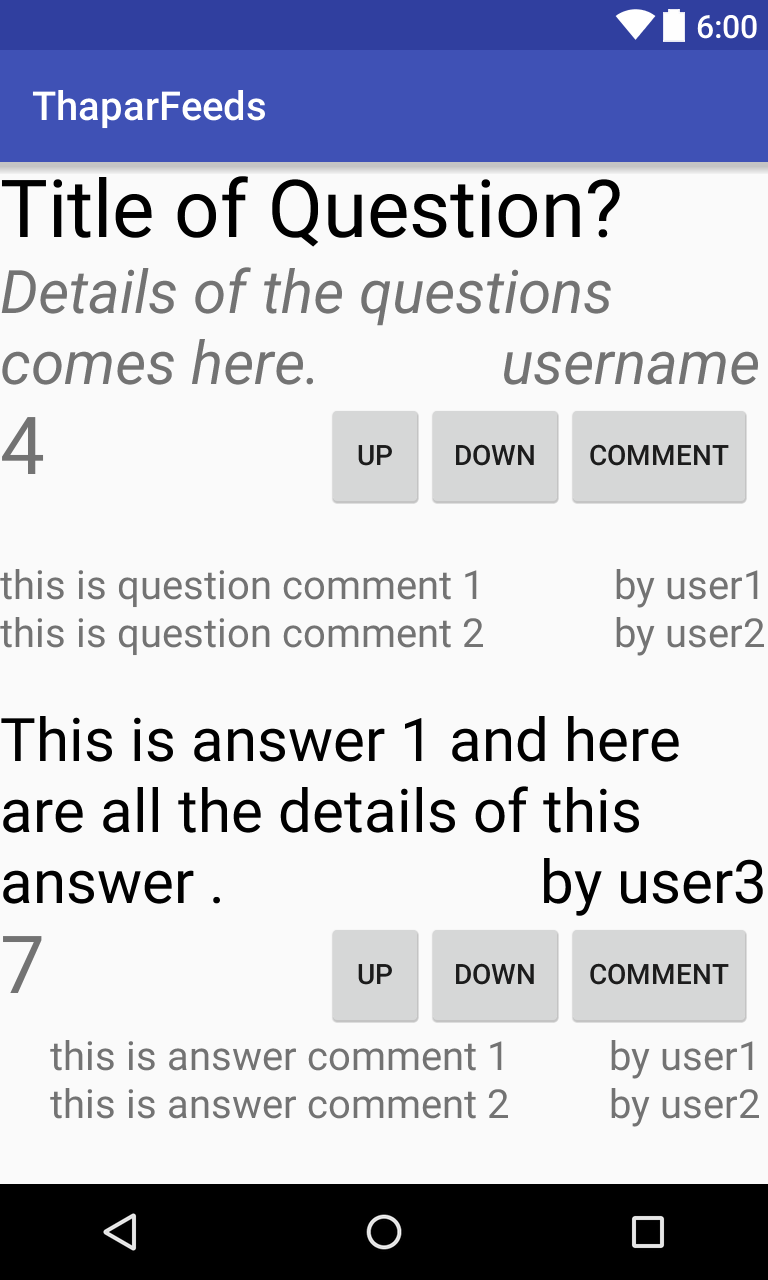 6:00
ThaparFeeds
Title of Question?
Details of the questions
comes here. username
4 UP DOWN COMMENT
this is question comment 1 by user1
this is question comment 2 by user2
This is answer 1 and here
are all the details of this
answer . by user3
7 UP DOWN COMMENT
this is answer comment 1 by user1
this is answer comment 2 by user2